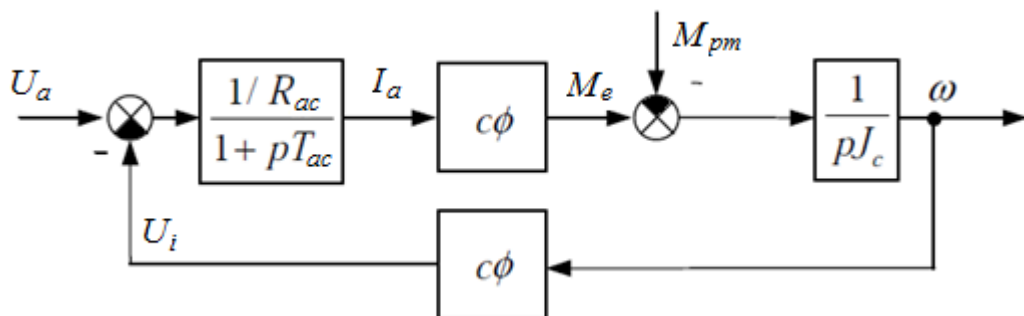 U_a
-
1/ R_ac
1+ pT_ac
I_a
cϕ
M_e
M_pm
-
1
pJ_c
ω
U_i
cϕ